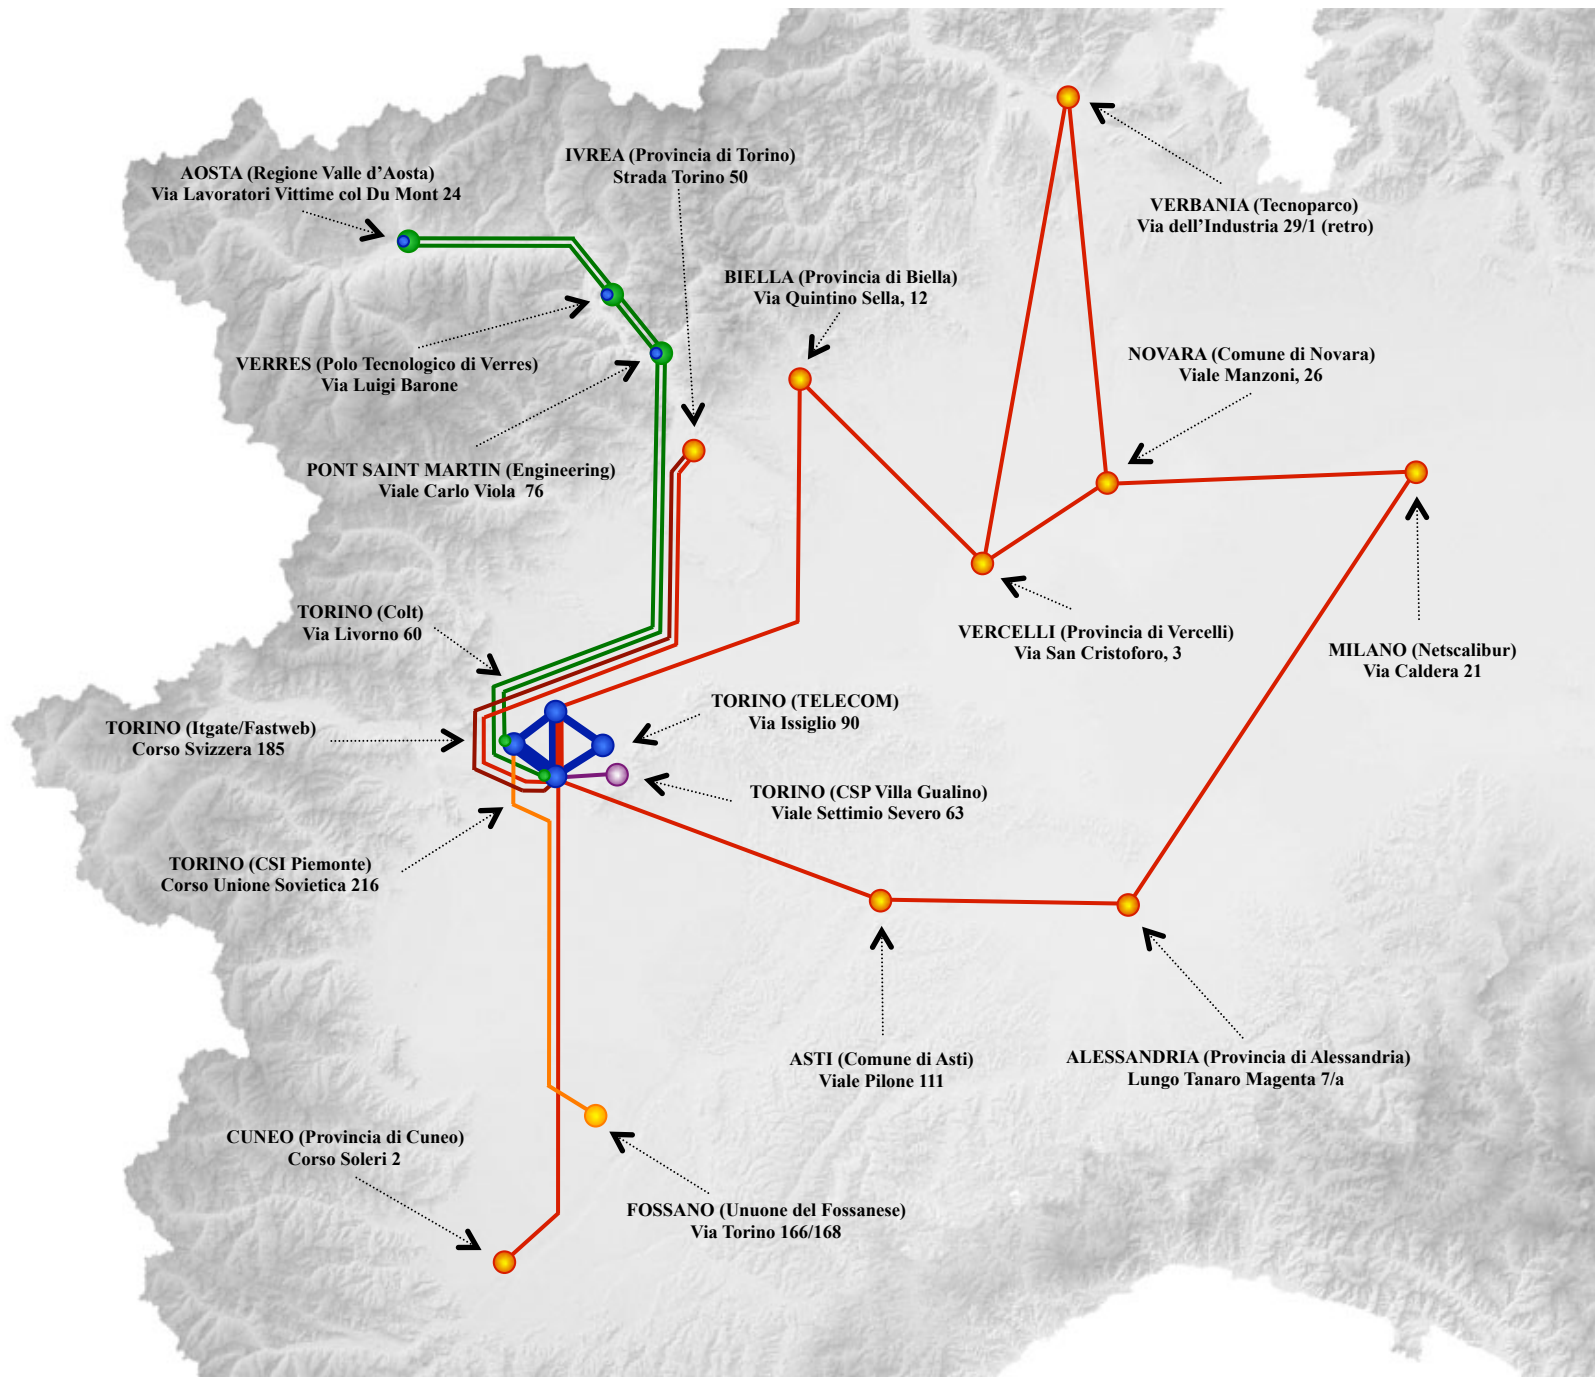 IVREA (Provincia di Torino)
Strada Torino 50
AOSTA (Regione Valle d’Aosta)
Via Lavoratori Vittime col Du Mont 24
VERBANIA (Tecnoparco)
Via dell’Industria 29/1 (retro)
BIELLA (Provincia di Biella)
Via Quintino Sella, 12
VERRES (Polo Tecnologico di Verres)
Via Luigi Barone
NOVARA (Comune di Novara)
Viale Manzoni, 26
PONT SAINT MARTIN (Engineering)
Viale Carlo Viola 76
TORINO (Colt)
Via Livorno 60
VERCELLI (Provincia di Vercelli)
Via San Cristoforo, 3
MILANO (Netscalibur)
Via Caldera 21
TORINO (TELECOM)
Via Issiglio 90
TORINO (Itgate/Fastweb)
Corso Svizzera 185
TORINO (CSP Villa Gualino)
Viale Settimio Severo 63
TORINO (CSI Piemonte)
Corso Unione Sovietica 216
ASTI (Comune di Asti)
Viale Pilone 111
ALESSANDRIA (Provincia di Alessandria)
Lungo Tanaro Magenta 7/a
CUNEO (Provincia di Cuneo)
Corso Soleri 2
FOSSANO (Unuone del Fossanese)
Via Torino 166/168